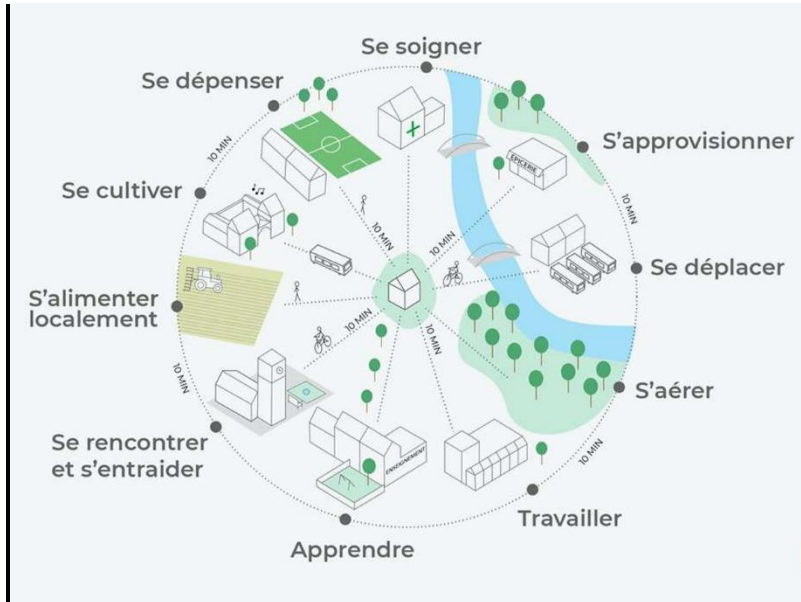 Se soigner
Se dépenser
S'approvisionner
10 MIN
ÉPICERIE
Se cultiver
10 MIN
10 MIN
10 MIN
Se déplacer
S'alimenter
localement
10 MIN
10 MIN
10 MIN
S'aérer
Se rencontrer
et s'entraider
ENSEIGNEMENT
10 MIN
Travailler
Apprendre